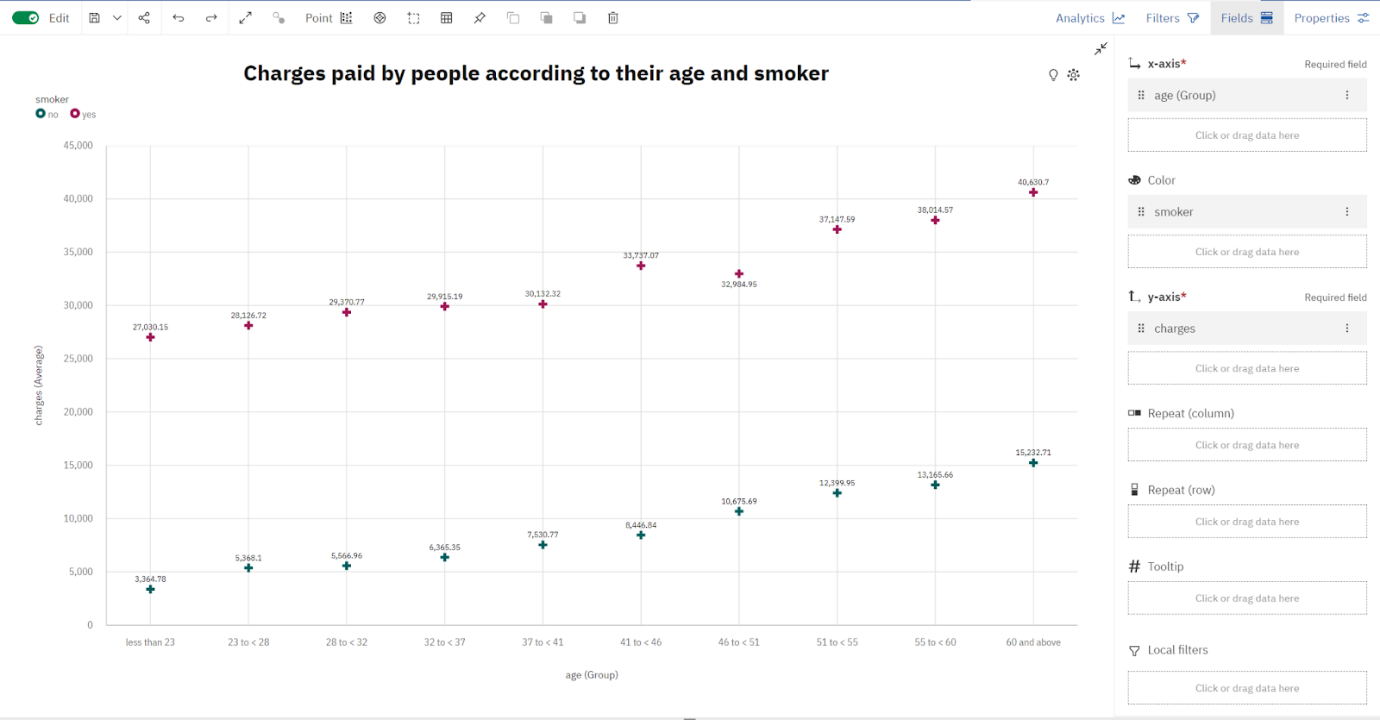 Edit
Point
Analytics
Filters
Fields
Properties
Charges paid by people according to their age and smoker
smoker
no yes
45,000
40,000
35,000
30,000
25,000
20,000
15,000
10,000
5,000
0
charges (Average)
27,030.15
28,126.72
29,370.77
29,915.19
30,132.32
33,737.07
32,984.95
37,147.59
38,014.57
40,630.7
3,364.78
5,368.1
5,566.96
6,365.35
7,530.77
8,446.84
10,675.69
12,399.95
13,165.66
15,232.71
less than 23
23 to < 28
28 to < 32
32 to < 37
37 to < 41
41 to < 46
46 to < 51
51 to < 55
55 to < 60
60 and above
age (Group)
x-axis* Required field
age (Group)
Click or drag data here
Color
smoker
Click or drag data here
y-axis* Required field
charges
Click or drag data here
Repeat (column)
Click or drag data here
Repeat (row)
Click or drag data here
Tooltip
Click or drag data here
Local filters
Click or drag data here